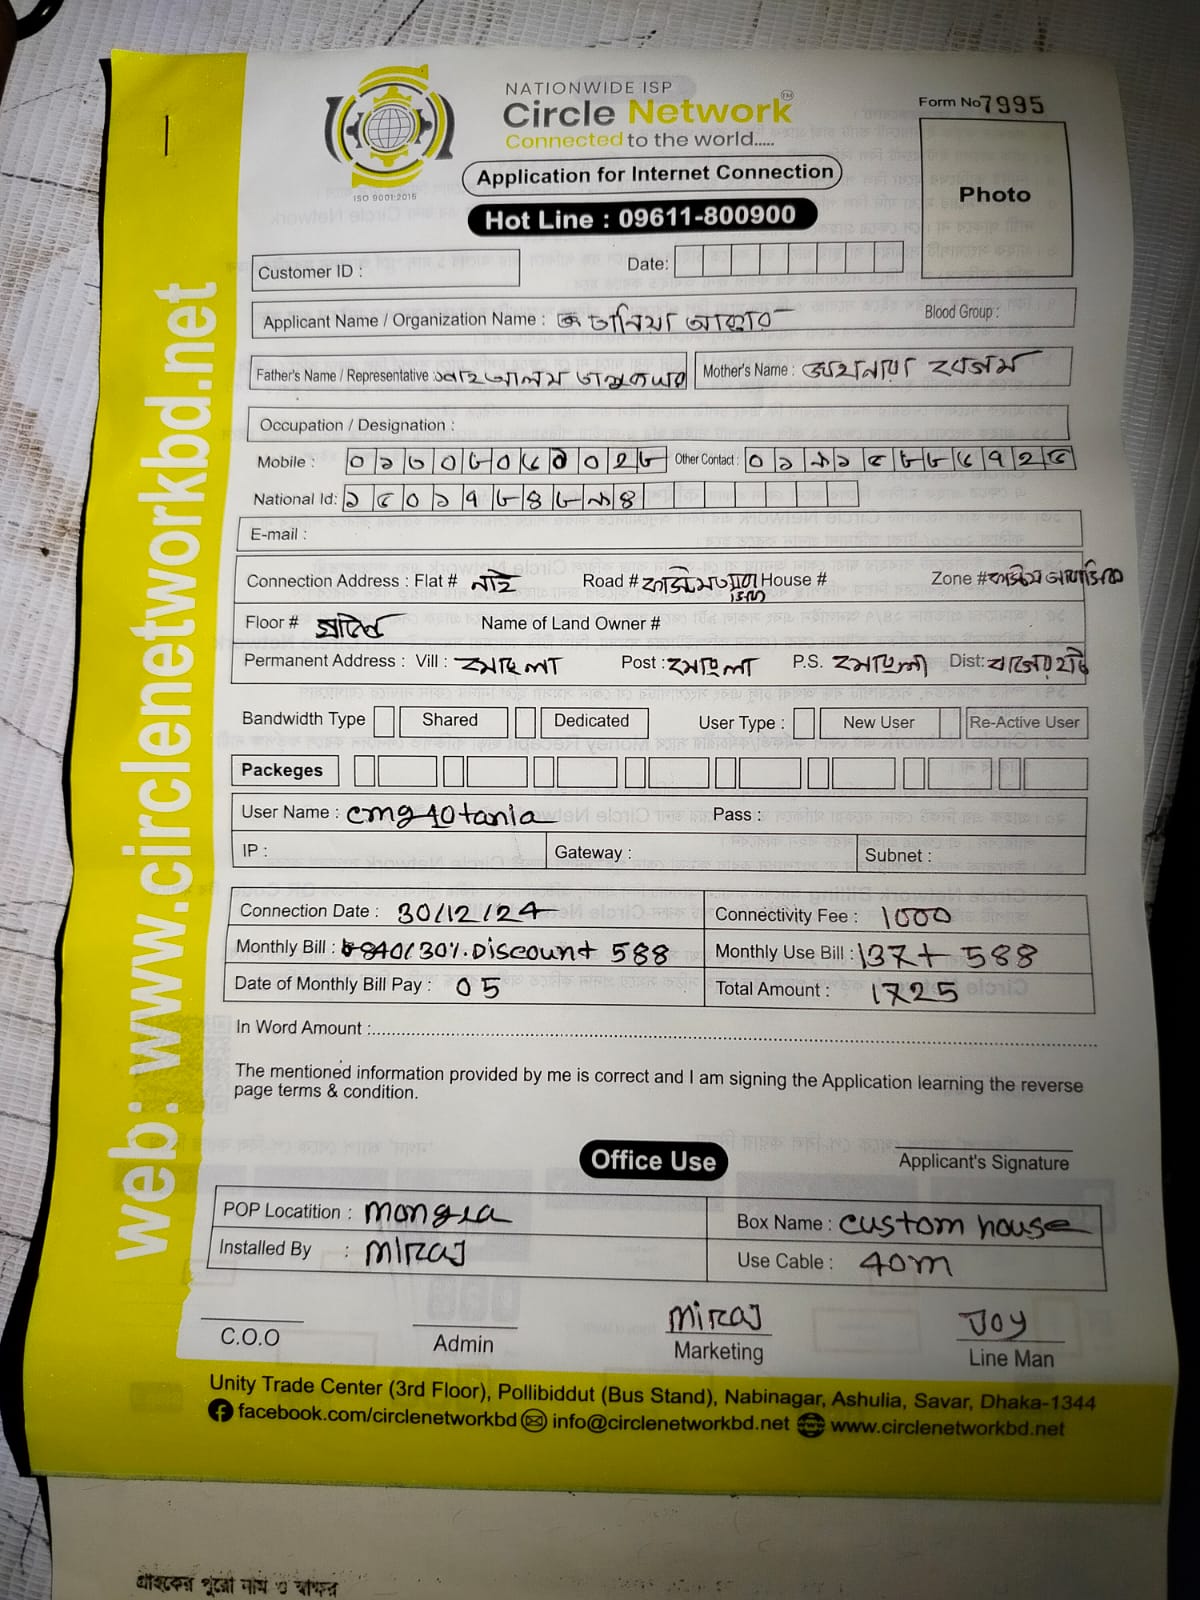 NATIONWIDE ISP
Circle Network TM
Connected to the world.....
ISO 9001:2015
Form No 7995
Photo
Application for Internet Connection
Hot Line : 09611-800900
Customer ID :
Date:
Applicant Name / Organization Name : তানিয়া আক্তার
Blood Group :
Father's Name / Representative : শাহ আলম তালুকদার
Mother's Name : জাহানারা বেগম
Occupation / Designation :
Mobile :
Other Contact :
National Id:
E-mail :
Connection Address : Flat # নাই Road # House # Zone #
Floor # Name of Land Owner #
Permanent Address : Vill : মোংলা Post : মোংলা P.S. মোংলা Dist: বাগেরহাট
Bandwidth Type Shared Dedicated User Type : New User Re-Active User
Packeges
User Name : cmg40tania Pass :
IP : Gateway : Subnet :
Connection Date : 30/12/24 Connectivity Fee : 1000
Monthly Bill : 840/30%.Discount 588 Monthly Use Bill : 137+588
Date of Monthly Bill Pay : 05 Total Amount : 1725
In Word Amount :
The mentioned information provided by me is correct and I am signing the Application learning the reverse
page terms & condition.
Office Use
Applicant's Signature
POP Locatition : mongla Box Name : custom house
Installed By : MIRAJ Use Cable : 40m
MIRAJ JOY
C.O.O Admin Marketing Line Man
Unity Trade Center (3rd Floor), Pollibiddut (Bus Stand), Nabinagar, Ashulia, Savar, Dhaka-1344
facebook.com/circlenetworkbd info@circlenetworkbd.net www.circlenetworkbd.net
web: www.circlenetworkbd.net
গ্রাহকের পুরো নাম ও স্বাক্ষর